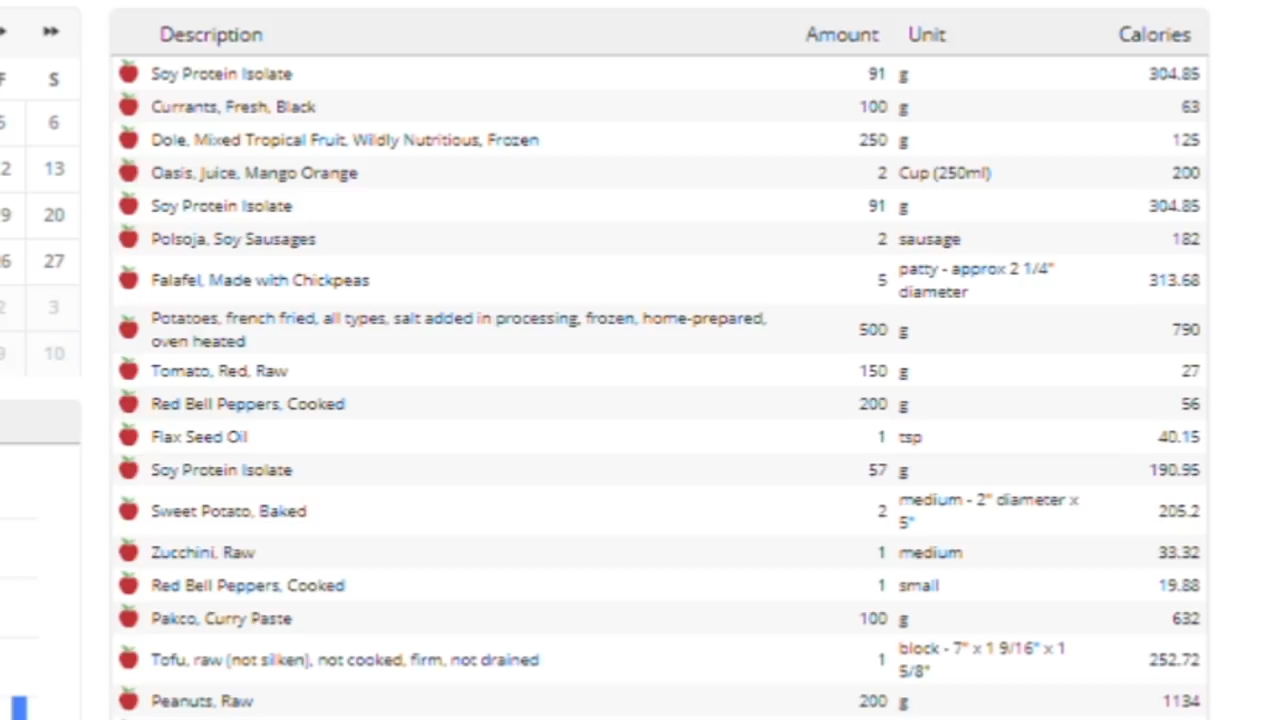 Description Amount Unit Calories
F S
Soy Protein Isolate 91 g 304.85
Currants, Fresh, Black 100 g 63
5 6
Dole, Mixed Tropical Fruit, Wildly Nutritious, Frozen 250 g 125
2 13
Oasis, Juice, Mango Orange 2 Cup (250ml) 200
Soy Protein Isolate 91 g 304.85
9 20
Polsoja, Soy Sausages 2 sausage 182
6 27
Falafel, Made with Chickpeas 5 patty - approx 2 1/4"
diameter 313.68
2 3
Potatoes, french fried, all types, salt added in processing, frozen, home-prepared,
oven heated 500 g 790
9 10
Tomato, Red, Raw 150 g 27
Red Bell Peppers, Cooked 200 g 56
Flax Seed Oil 1 tsp 40.15
Soy Protein Isolate 57 g 190.95
Sweet Potato, Baked 2 medium - 2" diameter x
5" 205.2
Zucchini, Raw 1 medium 33.32
Red Bell Peppers, Cooked 1 small 19.88
Pakco, Curry Paste 100 g 632
Tofu, raw (not silken), not cooked, firm, not drained 1 block - 7" x 1 9/16" x 1
5/8" 252.72
Peanuts, Raw 200 g 1134